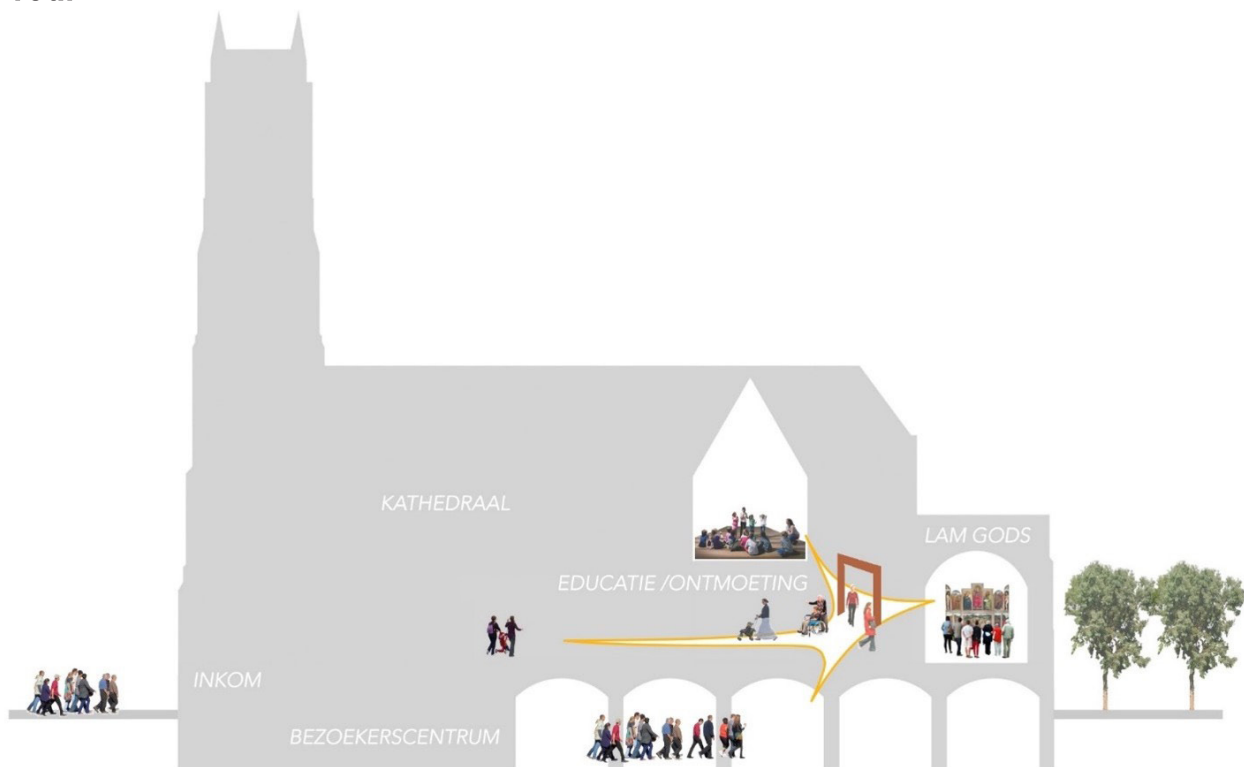 KATHEDRAAL
LAM GODS
EDUCATIE /ONTMOETING
INKOM
BEZOEKERSCENTRUM